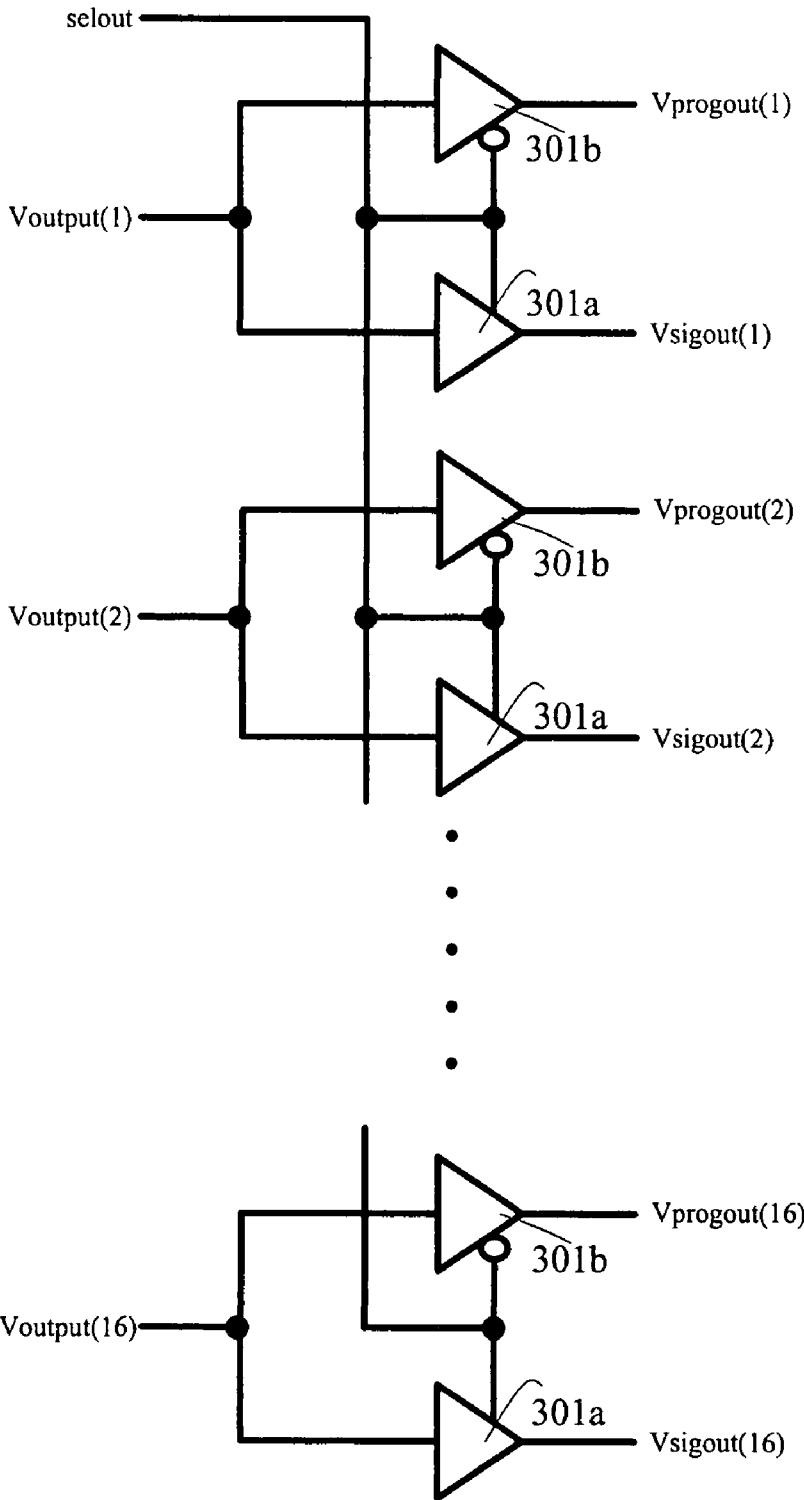 selout
Vprogout(1)
301b
Voutput(1)
301a
Vsigout(1)
Vprogout(2)
301b
Voutput(2)
301a
Vsigout(2)
Vprogout(16)
301b
Voutput(16)
301a
Vsigout(16)